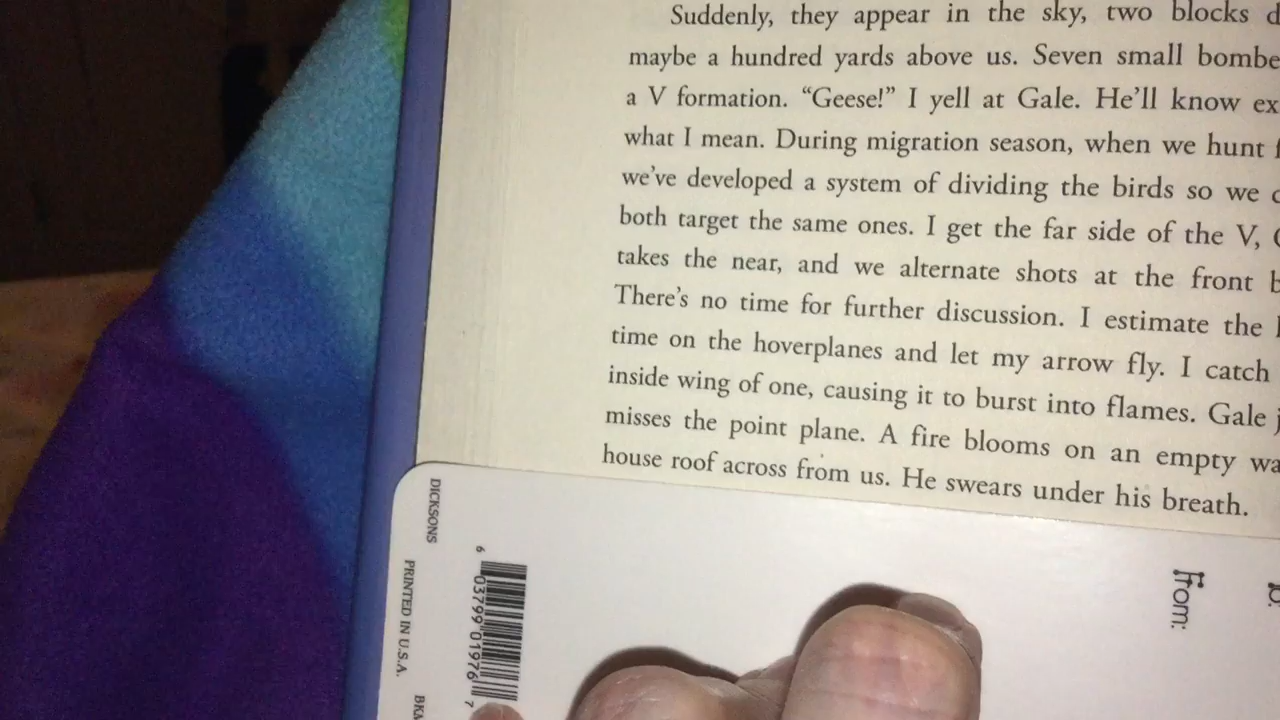 Suddenly, they appear in the sky, two blocks
maybe a hundred yards above us. Seven small
a V formation. “Geese!” I yell at Gale. He’ll know
what I mean. During migration season, when we hunt
we’ve developed a system of dividing the birds so we
both target the same ones. I get the far side of the V,
takes the near, and we alternate shots at the front
There’s no time for further discussion. I estimate the
time on the hoverplanes and let my arrow fly. I catch
inside wing of one, causing it to burst into flames. Gale
misses the point plane. A fire blooms on an empty
house roof across from us. He swears under his breath.
DICKSONS
PRINTED IN U.S.A.
6 03799 01976 7
from: